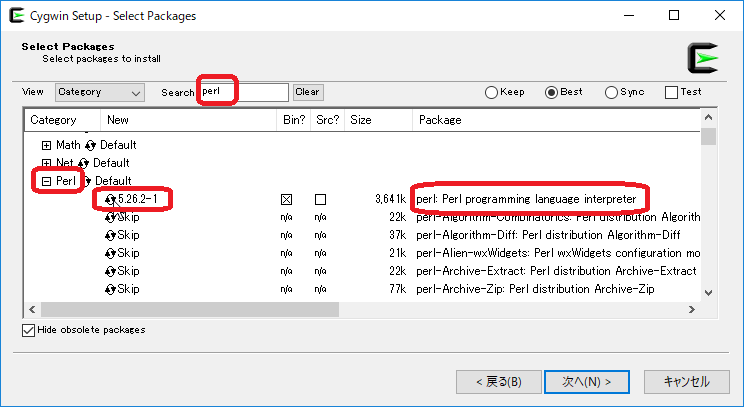 Cygwin Setup - Select Packages
Select Packages
Select packages to install
View Category Search perl Clear Keep Best Sync Test
Category New Bin? Src? Size Package
Math Default
Net Default
Perl Default
5.26.2-1 3,641k perl: Perl programming language interpreter
Skip n/a n/a 22k perl-Algorithm-Combinatorics: Perl distribution Algorith
Skip n/a n/a 37k perl-Algorithm-Diff: Perl distribution Algorithm-Diff
Skip n/a n/a 21k perl-Alien-wxWidgets: Perl wxWidgets configuration mo
Skip n/a n/a 22k perl-Archive-Extract: Perl distribution Archive-Extract
Skip n/a n/a 77k perl-Archive-Zip: Perl distribution Archive-Zip
Hide obsolete packages
< 戻る(B) 次へ(N) > キャンセル